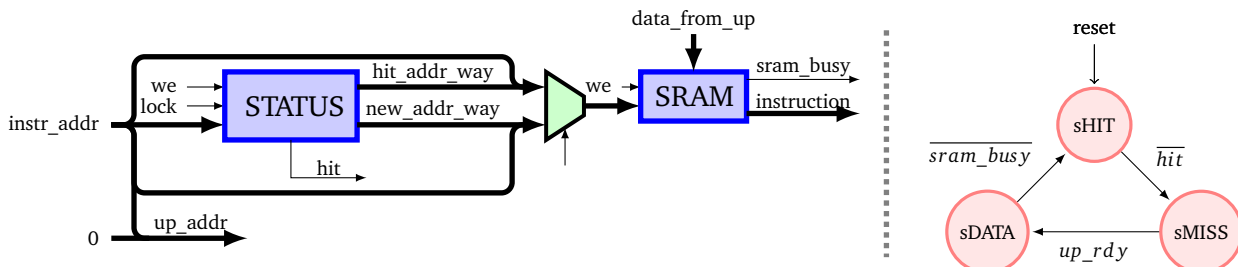 data_from_up
reset
we
hit_addr_way
we
sram_busy
lock
STATUS
SRAM
new_addr_way
instruction
instr_addr
sHIT
hit
sram_busy
hit
up_addr
0
sDATA
up_rdy
sMISS